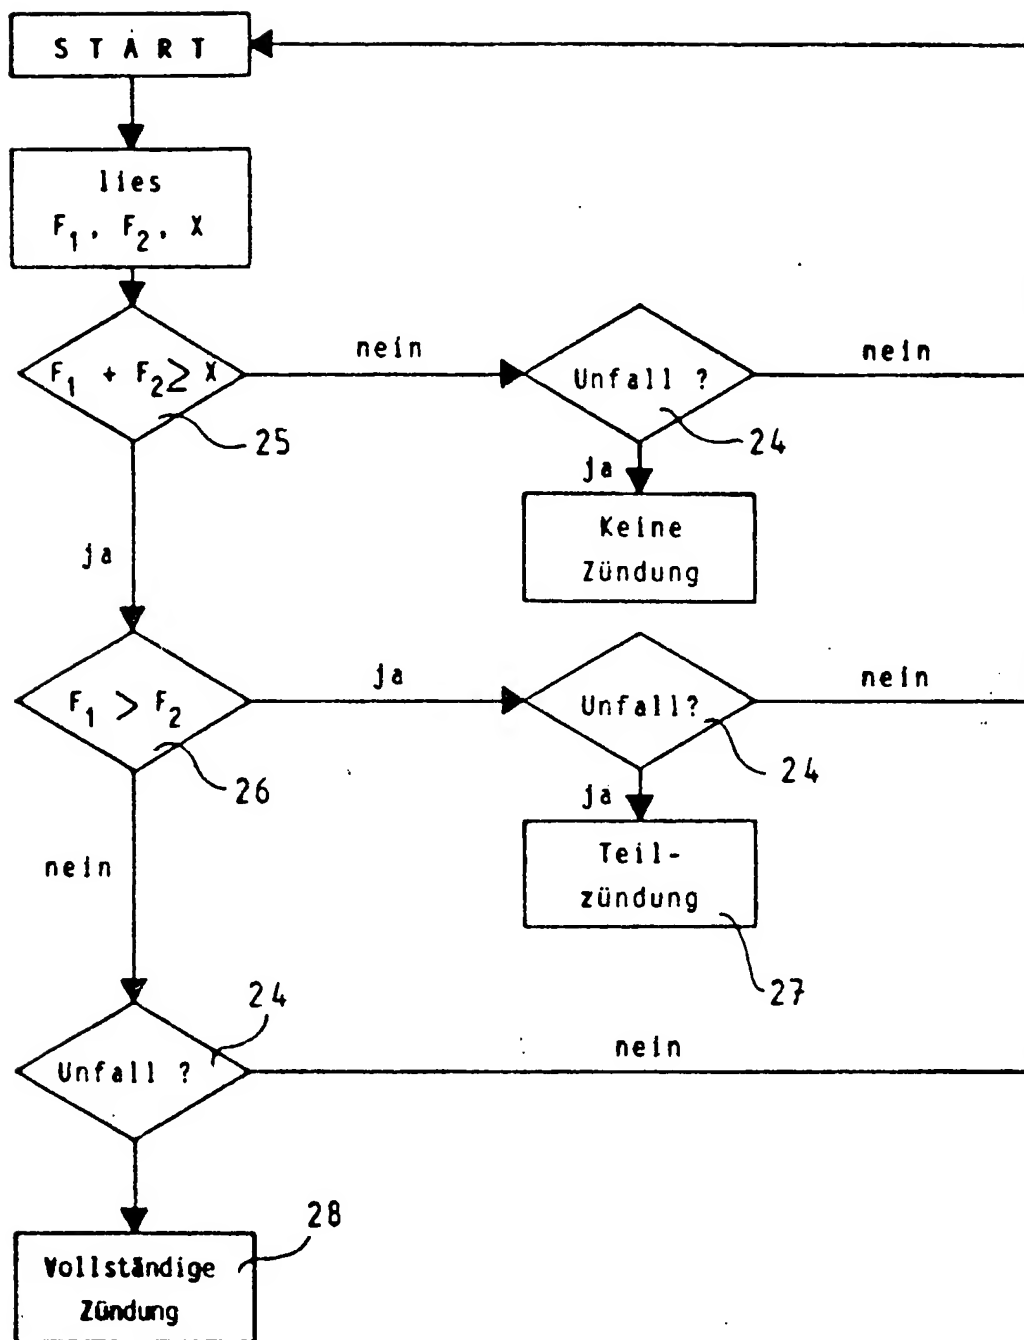 START
lies
F₁, F₂, X
F₁ + F₂ ≥ X
25
nein
Unfall ?
24
nein
ja
Keine
Zündung
ja
F₁ > F₂
26
ja
Unfall?
24
nein
ja
Teil-
zündung
27
nein
Unfall ?
24
nein
Vollständige
Zündung
28